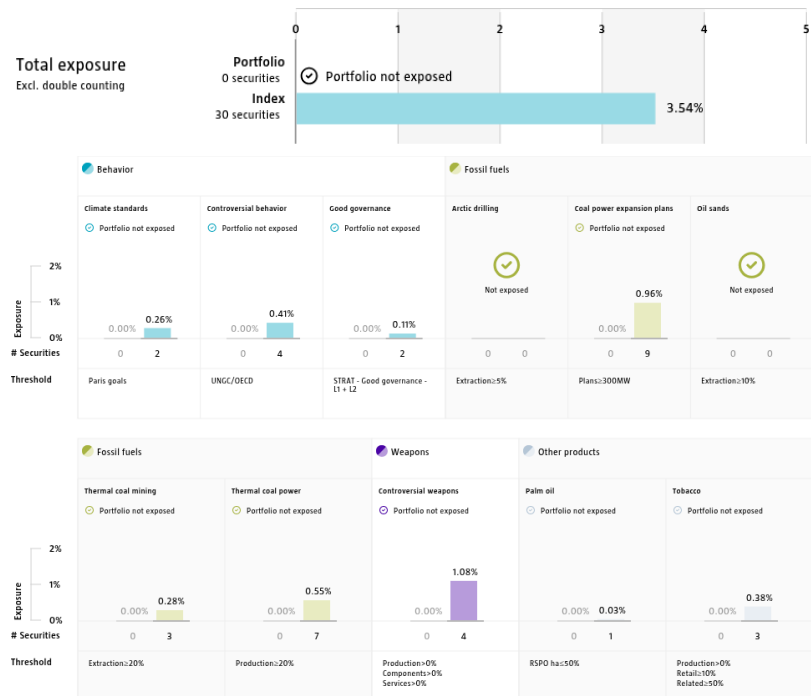 0 1 2 3 4 5
Total exposure
Excl. double counting
Portfolio
0 securities
Portfolio not exposed
Index
30 securities
3.54%
Behavior
Fossil fuels
Climate standards
Controversial behavior
Good governance
Arctic drilling
Coal power expansion plans
Oil sands
Portfolio not exposed
Portfolio not exposed
Portfolio not exposed
Portfolio not exposed
Exposure
2%
1%
0%
0.00% 0.26%
0.00% 0.41%
0.00% 0.11%
Not exposed
0.00% 0.96%
Not exposed
# Securities
0 2
0 4
0 2
0 0
0 9
0 0
Threshold
Paris goals
UNGC/OECD
STRAT - Good governance -
L1 + L2
Extraction≥5%
Plans≥300MW
Extraction≥10%
Fossil fuels
Weapons
Other products
Thermal coal mining
Thermal coal power
Controversial weapons
Palm oil
Tobacco
Portfolio not exposed
Portfolio not exposed
Portfolio not exposed
Portfolio not exposed
Portfolio not exposed
Exposure
2%
1%
0%
0.00% 0.28%
0.00% 0.55%
0.00% 1.08%
0.00% 0.03%
0.00% 0.38%
# Securities
0 3
0 7
0 4
0 1
0 3
Threshold
Extraction≥20%
Production≥20%
Production>0%
Components>0%
Services>0%
RSPO ha≤50%
Production>0%
Retail≥10%
Related≥50%